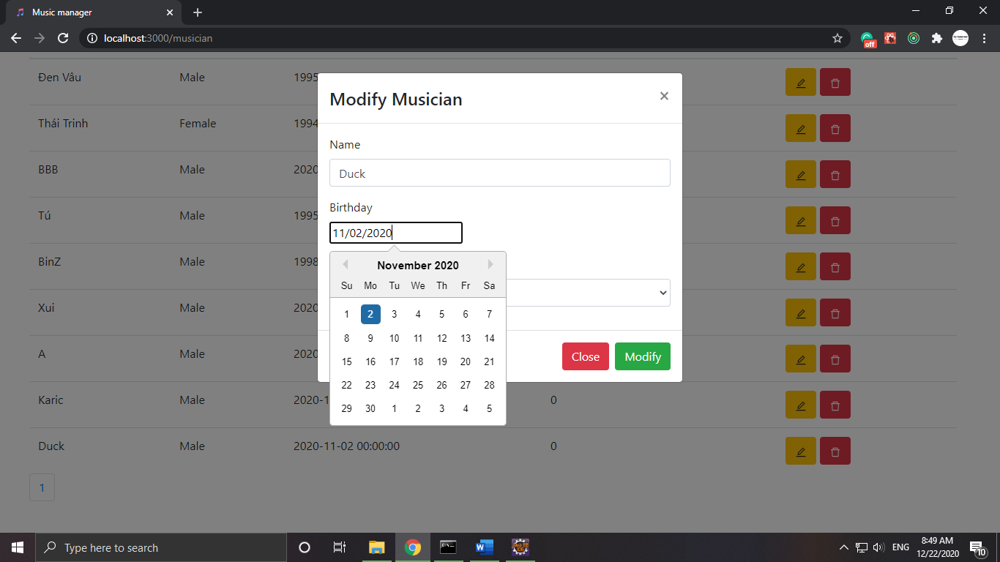 Music manager
localhost:3000/musician
off
Đen Vâu Male 1995
Thái Trinh Female 1994
BBB Male 2020
Tú Male 1995
BinZ Male 1998
Xui Male 2020
A Male 2020
Karic Male 2020-1 0
Duck Male 2020-11-02 00:00:00 0
1
Modify Musician
×
Name
Duck
Birthday
11/02/2020
November 2020
Su Mo Tu We Th Fr Sa
1 2 3 4 5 6 7
8 9 10 11 12 13 14
15 16 17 18 19 20 21
22 23 24 25 26 27 28
29 30 1 2 3 4 5
Close Modify
Type here to search
ENG
8:49 AM
12/22/2020
10